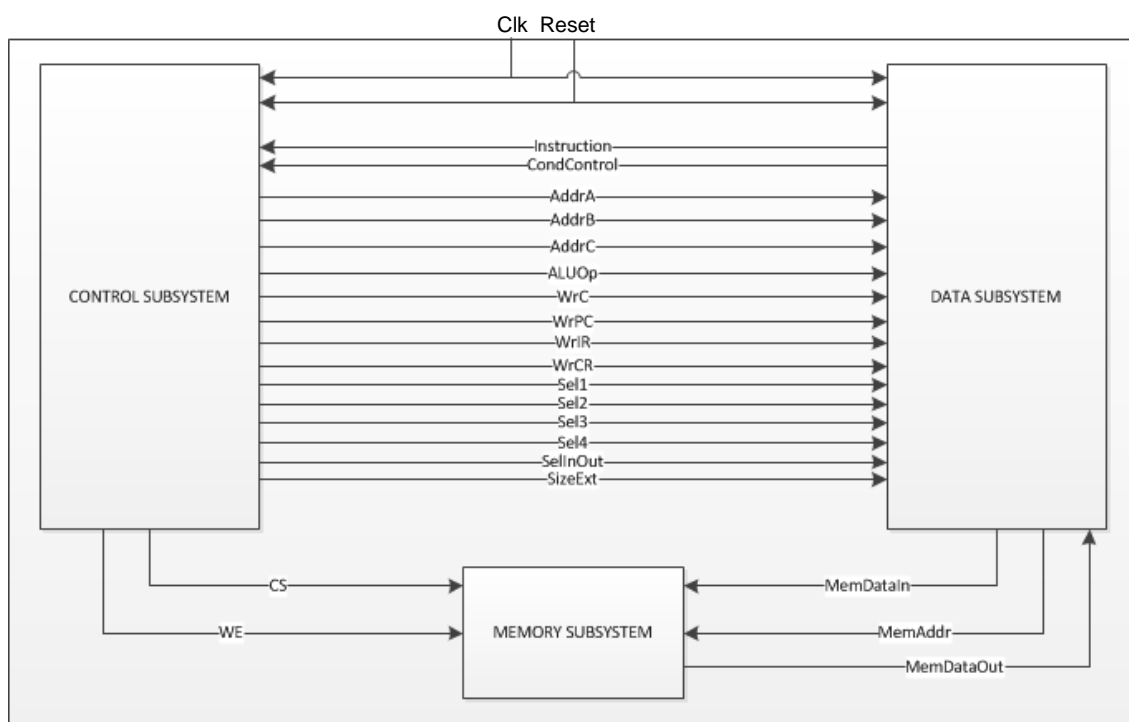 Clk Reset
Instruction
CondControl
AddrA
AddrB
AddrC
ALUOp
CONTROL SUBSYSTEM
DATA SUBSYSTEM
WrC
WrPC
WrIR
WrCR
Sel1
Sel2
Sel3
Sel4
SelInOut
SizeExt
CS
MemDataIn
WE
MEMORY SUBSYSTEM
MemAddr
MemDataOut